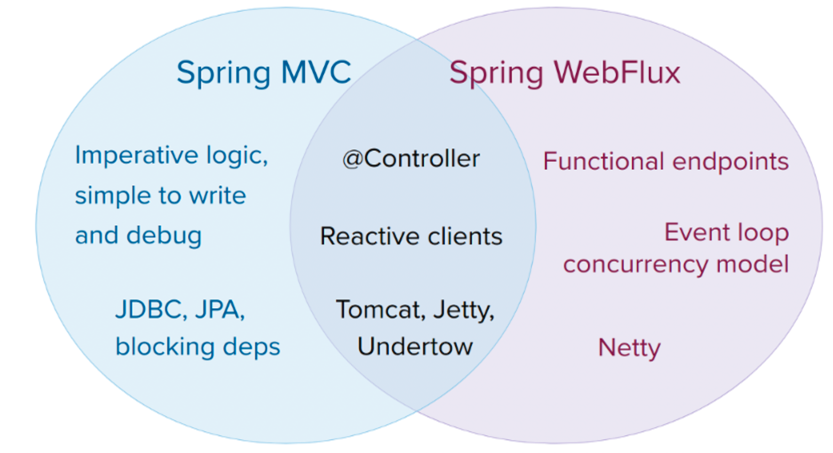 Spring MVC
Spring WebFlux
Imperative logic,
simple to write
and debug
JDBC, JPA,
blocking deps
@Controller
Reactive clients
Tomcat, Jetty,
Undertow
Functional endpoints
Event loop
concurrency model
Netty